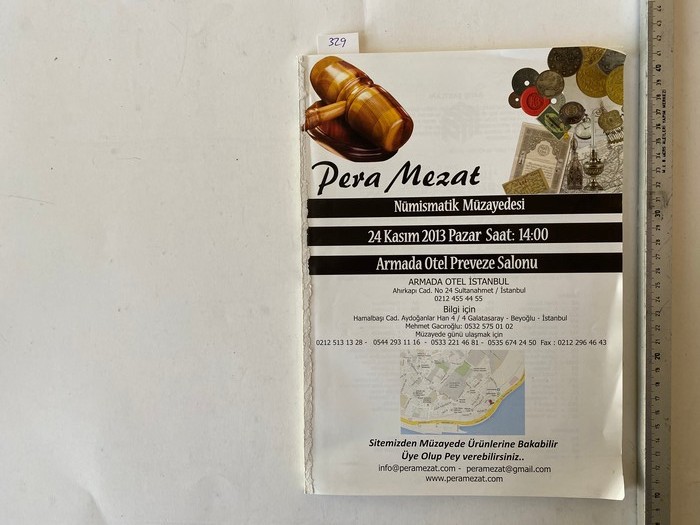 329
Pera Mezat
Nümismatik Müzayedesi
24 Kasım 2013 Pazar Saat: 14:00
Armada Otel Preveze Salonu
ARMADA OTEL İSTANBUL
Ahırkapı Cad. No 24 Sultanahmet / İstanbul
0212 455 44 55
Bilgi için
Hamalbaşı Cad. Aydoğanlar Han 4 / 4 Galatasaray - Beyoğlu - İstanbul
Mehmet Gacıroğlu: 0532 575 01 02
Müzayede günü ulaşmak için
0212 513 13 28 - 0544 293 11 16 - 0533 221 46 81 - 0535 674 24 50 Fax : 0212 296 46 43
Sitemizden Müzayede Ürünlerine Bakabilir
Üye Olup Pey verebilirsiniz..
info@peramezat.com - peramezat@gmail.com
www.peramezat.com